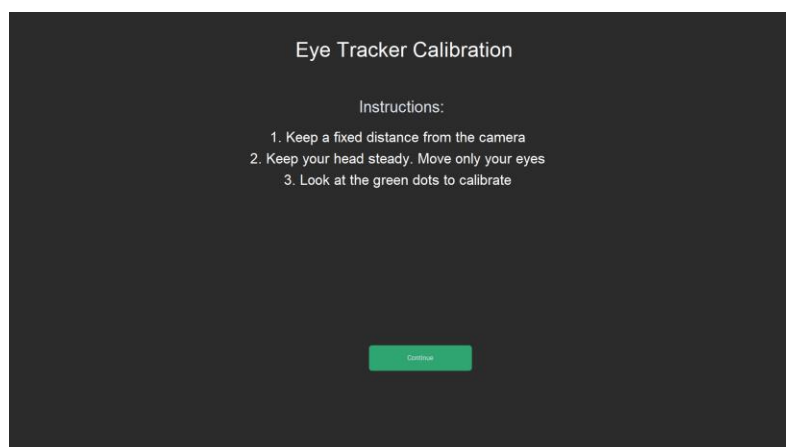 Eye Tracker Calibration
Instructions:
1. Keep a fixed distance from the camera
2. Keep your head steady. Move only your eyes
3. Look at the green dots to calibrate
Continue